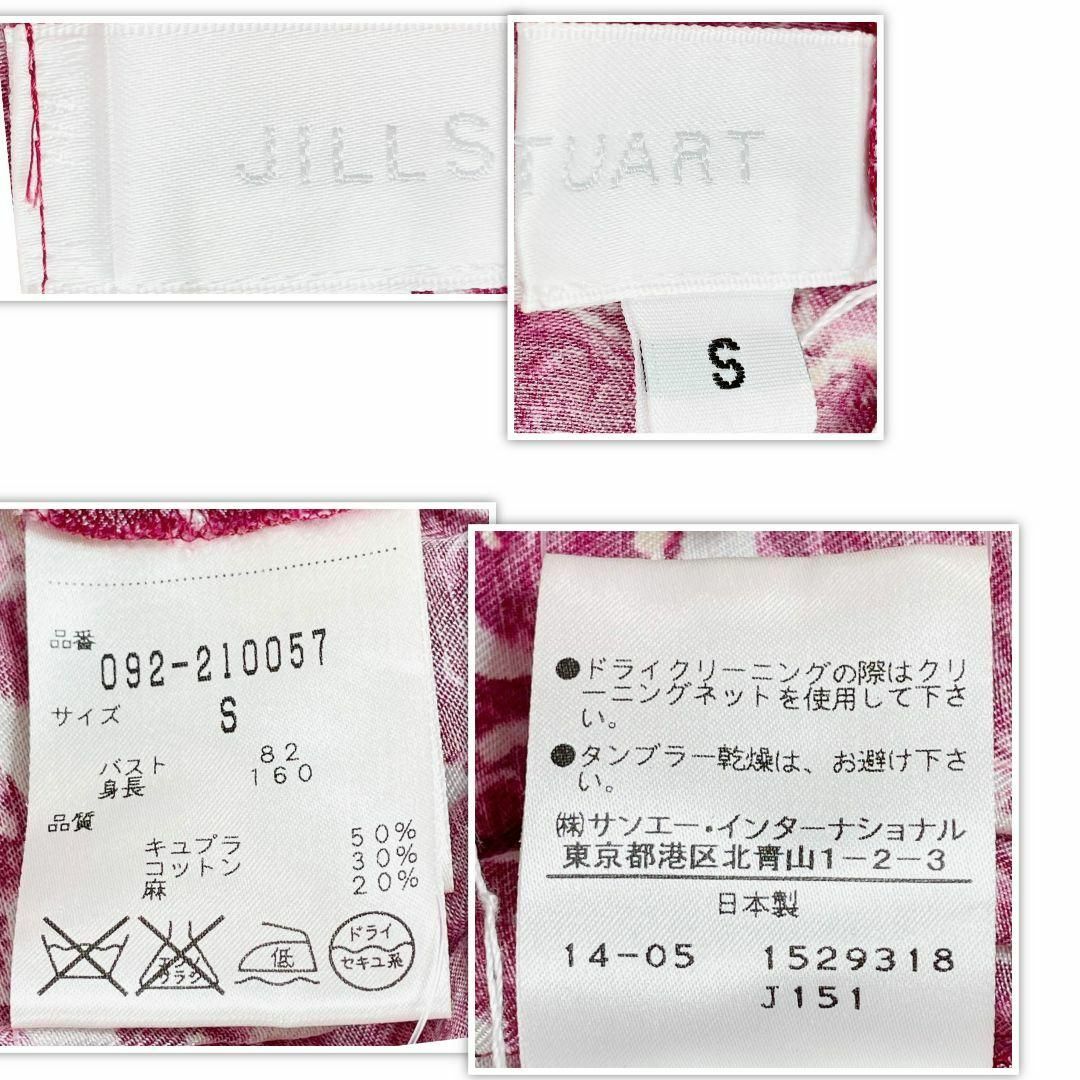 JILLSTUART
S
品番 092-210057
サイズ S
バスト 82
身長 160
品質
キュプラ 50%
コットン 30%
麻 20%
低
ドライ
セキユ系
●ドライクリーニングの際はクリ
ーニングネットを使用して下さ
い。
●タンブラー乾燥は、お避け下さ
い。
㈱サンエー・インターナショナル
東京都港区北青山1-2-3
日本製
14-05 1529318
J151